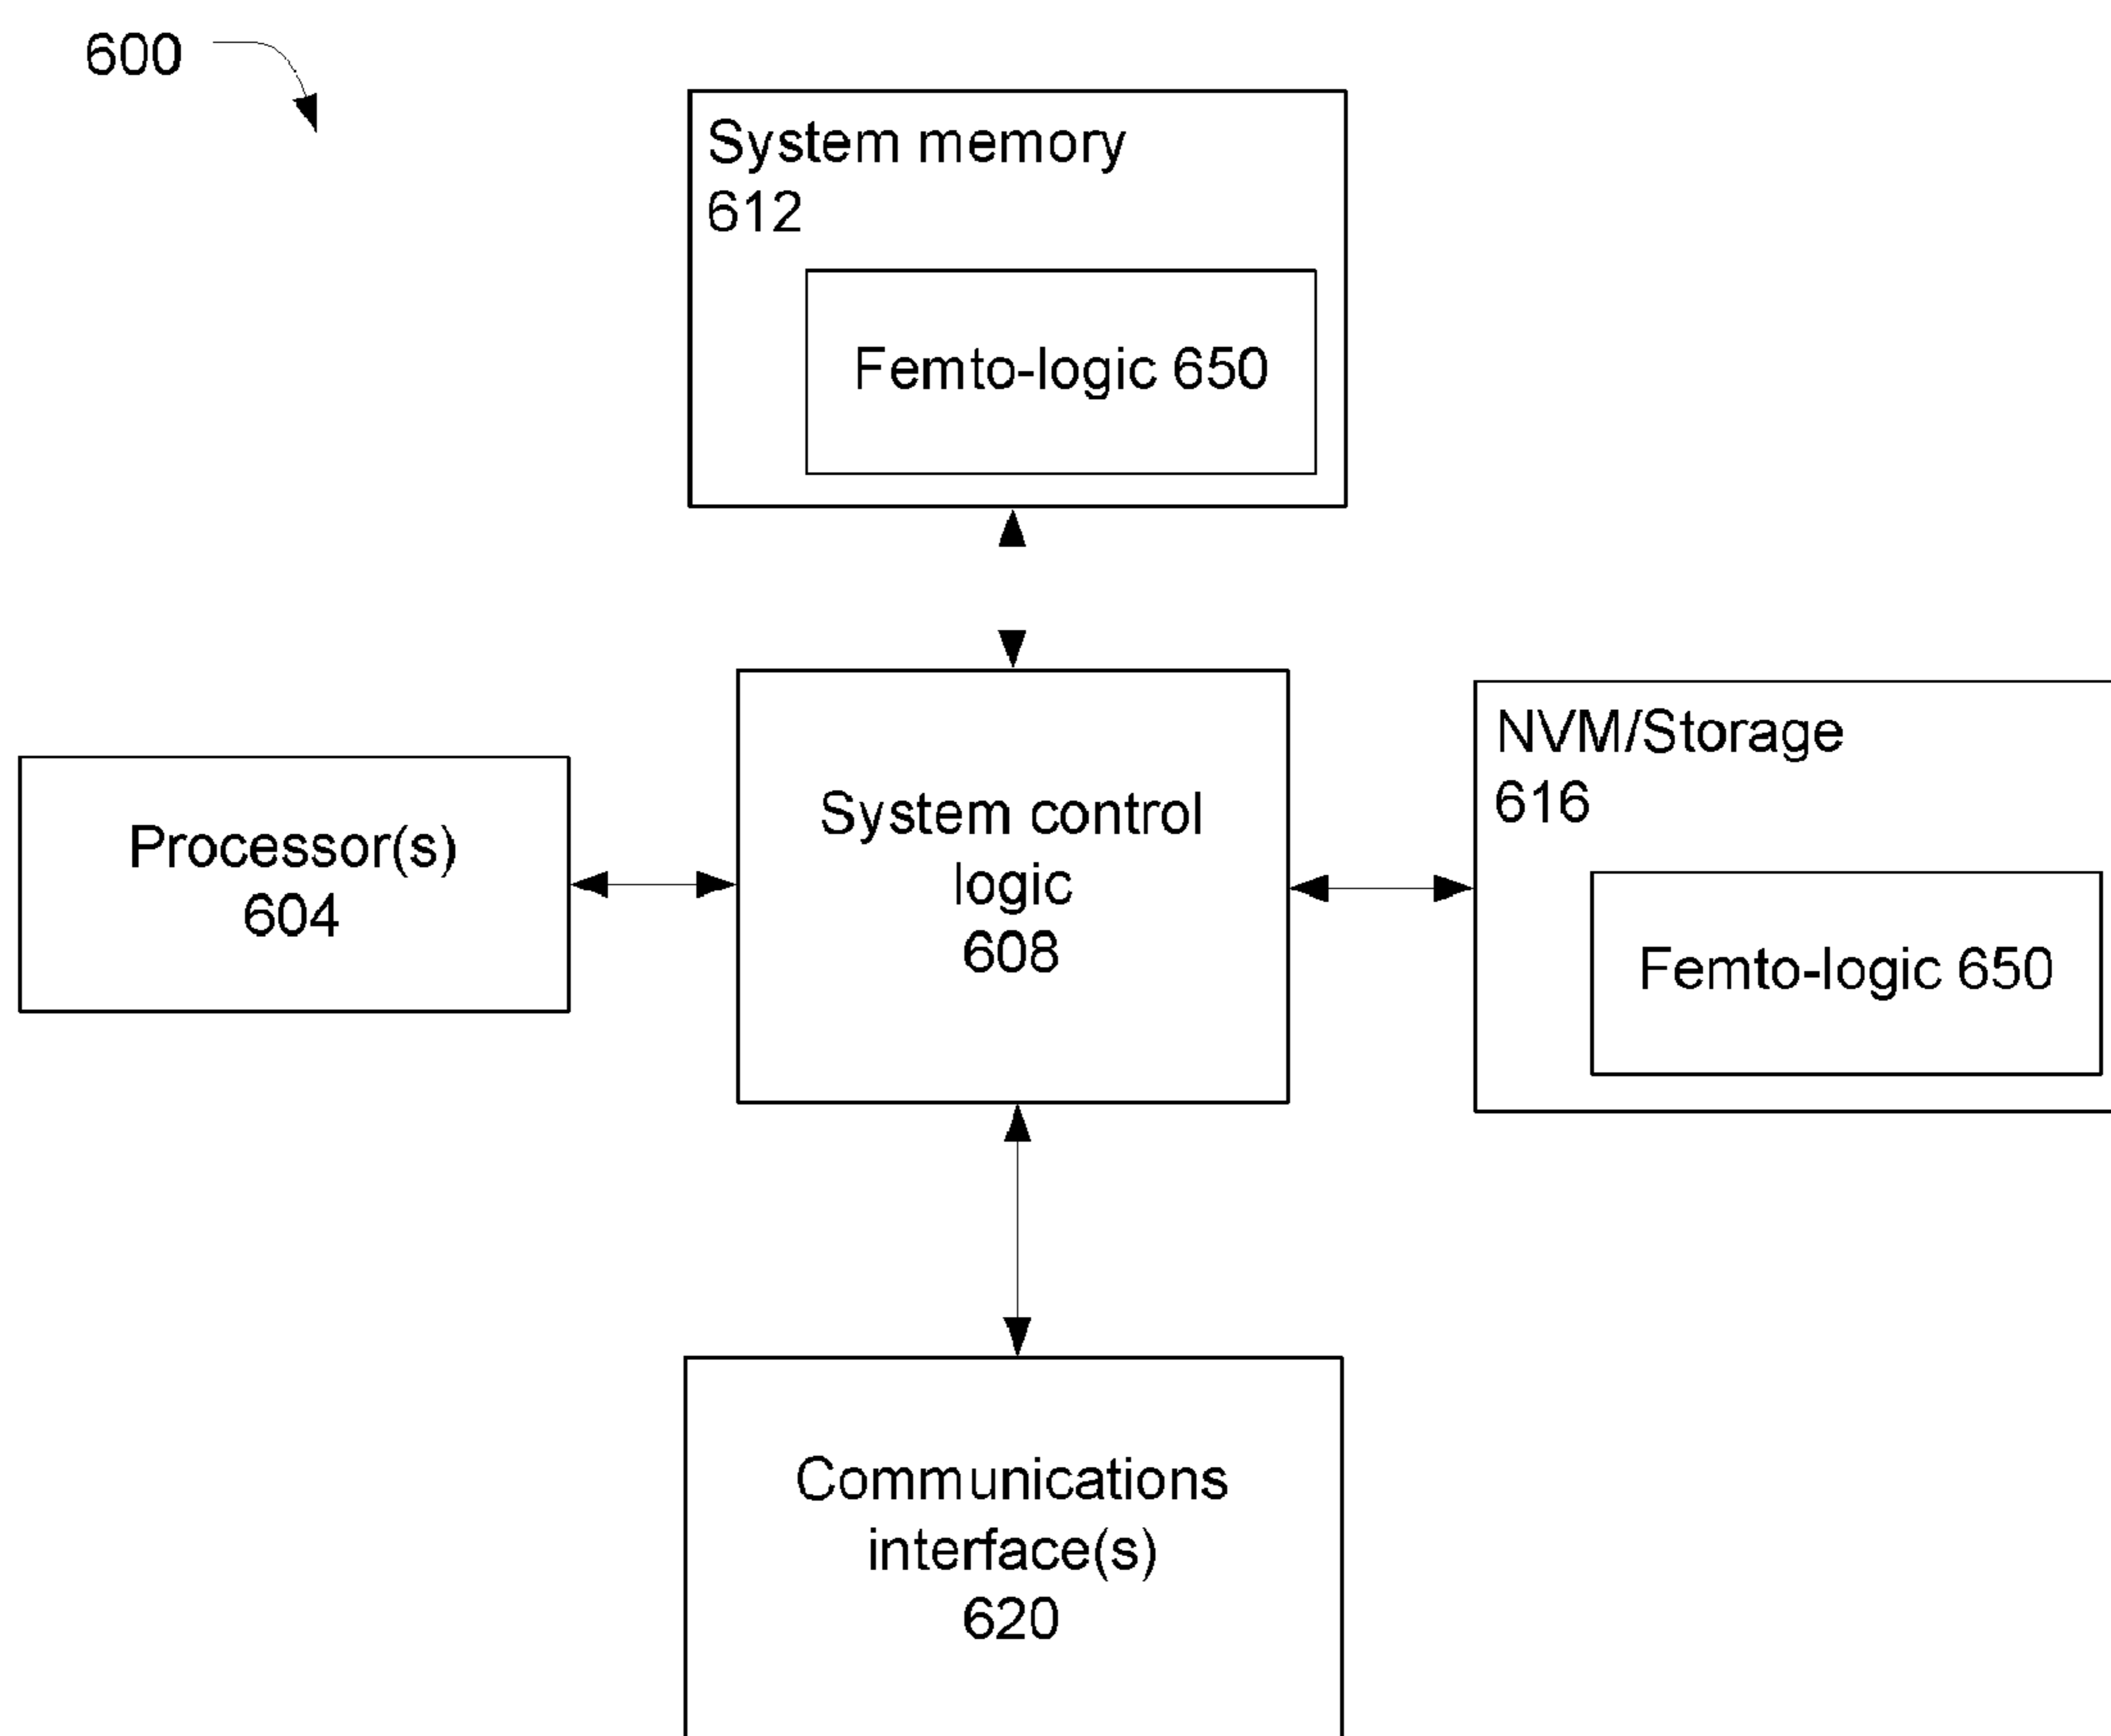 600
System memory
612
Femto-logic 650
Processor(s)
604
System control
logic
608
NVM/Storage
616
Femto-logic 650
Communications
interface(s)
620